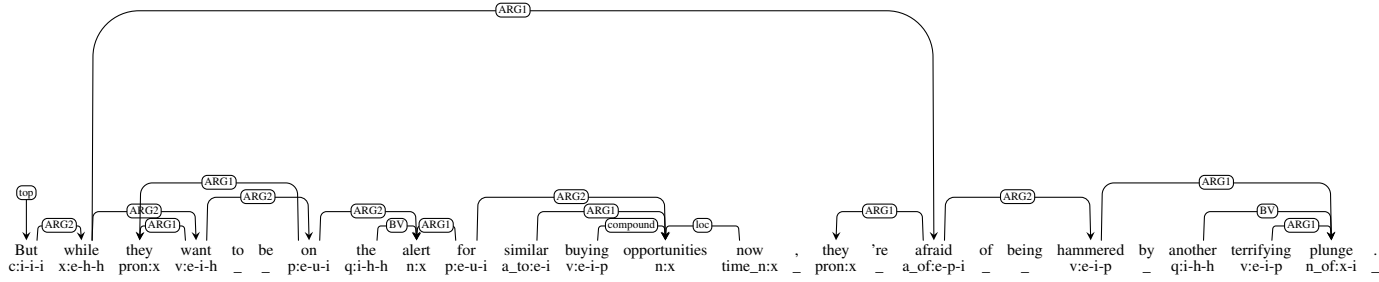 ARG1
top
ARG1
ARG1
ARG2
ARG2
ARG2
ARG2
ARG1
ARG2
ARG2
ARG1
BV
ARG1
ARG1
compound
loc
ARG1
BV
ARG1
But while they want to be on the alert for similar buying opportunities now , they 're afraid of being hammered by another terrifying plunge .
c:i-i-i x:e-h-h pron:x v:e-i-h _ _ p:e-u-i q:i-h-h n:x p:e-u-i a_to:e-i v:e-i-p n:x time_n:x _ pron:x _ a_of:e-p-i _ _ v:e-i-p _ q:i-h-h v:e-i-p n_of:x-i _